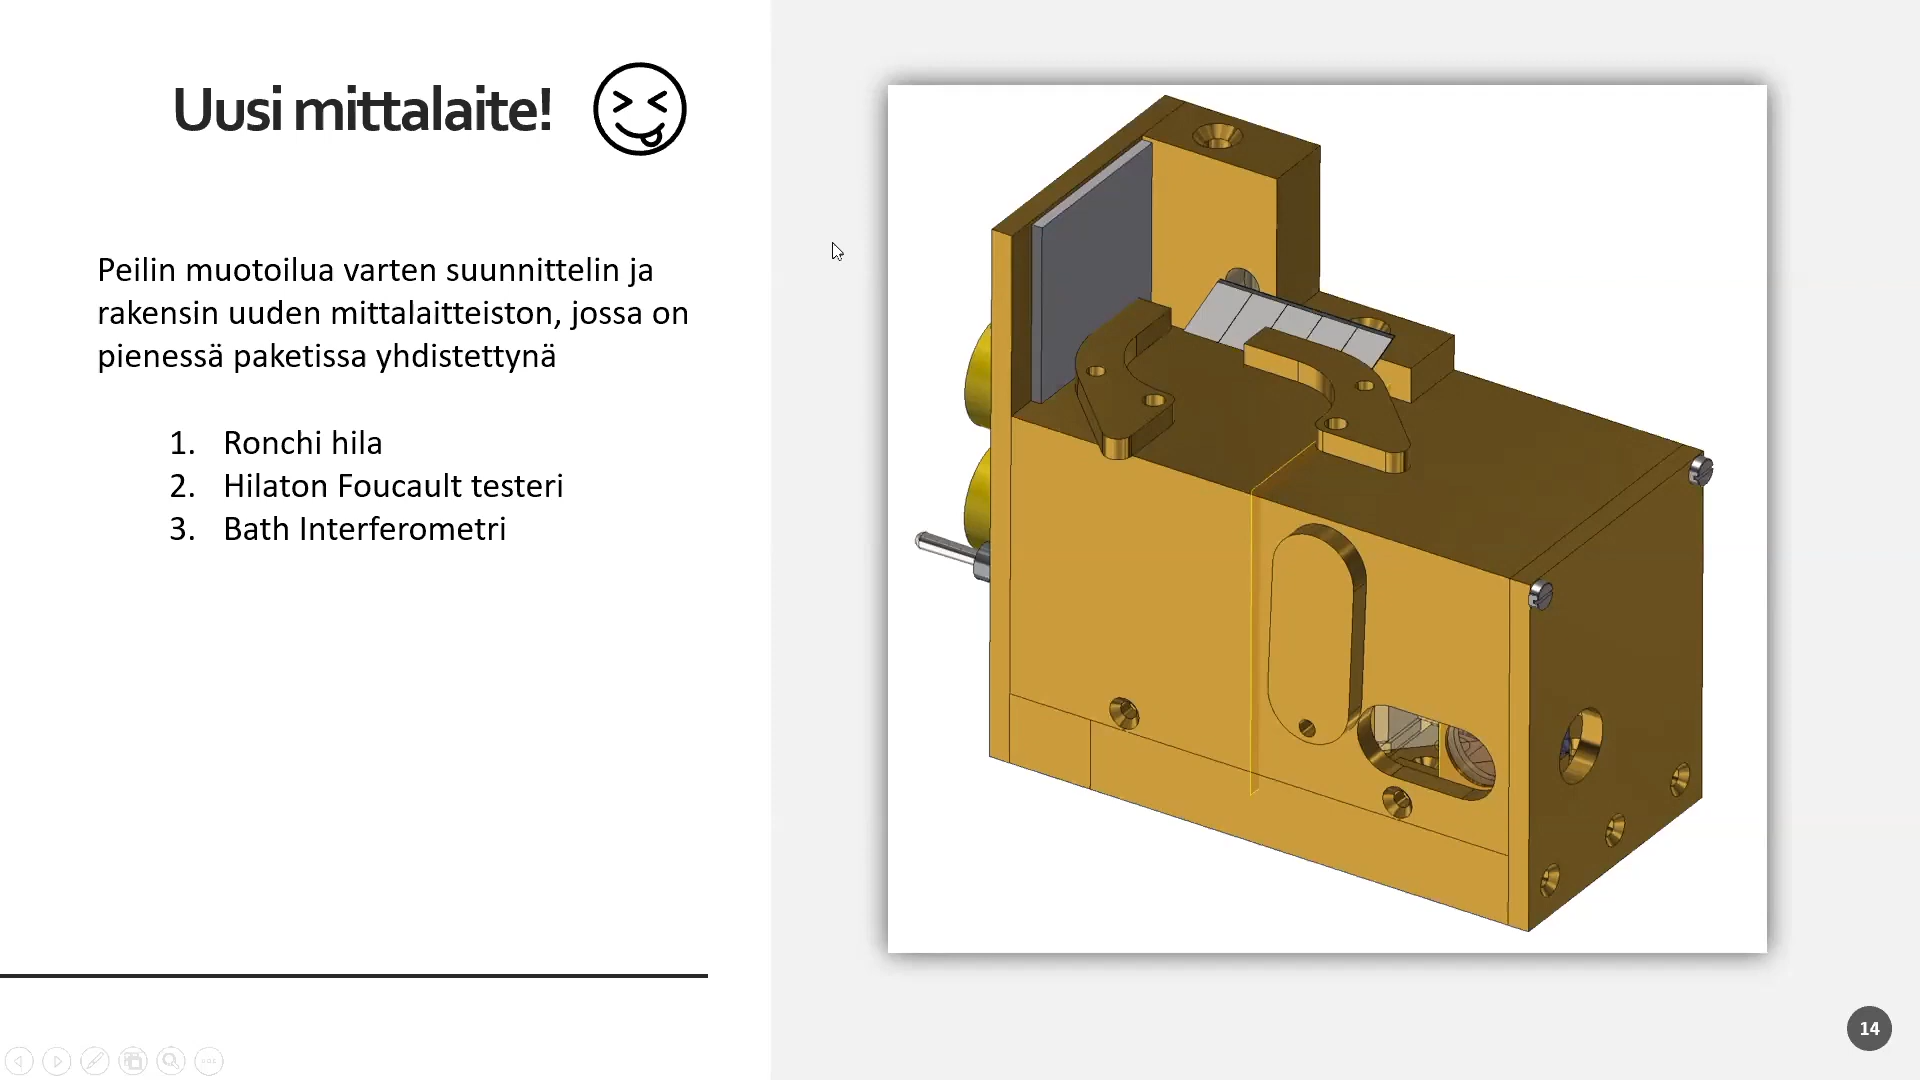 Uusi mittalaite!
Peilin muotoilua varten suunnittelin ja
rakensin uuden mittalaitteiston, jossa on
pienessä paketissa yhdistettynä
1. Ronchi hila
2. Hilaton Foucault testeri
3. Bath Interferometri
14